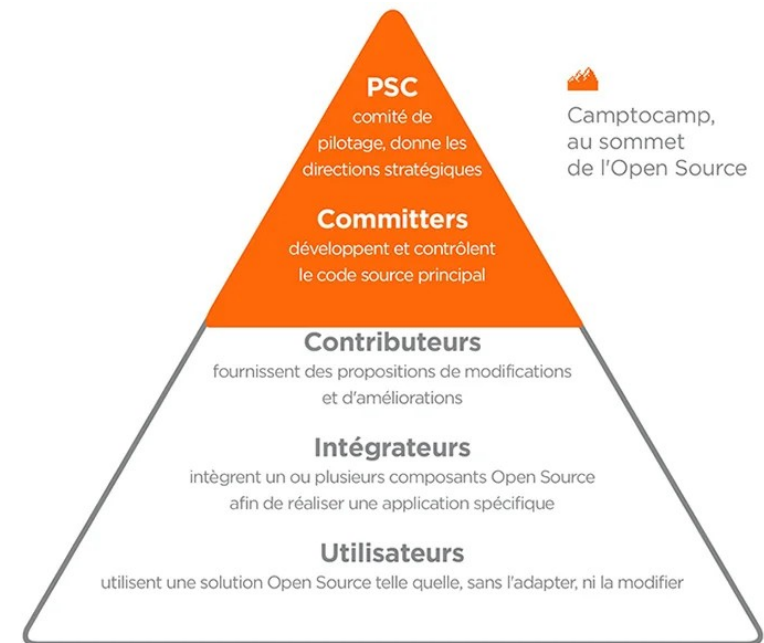 PSC
comité de
pilotage, donne les
directions stratégiques
Committers
développent et contrôlent
le code source principal
Camptocamp,
au sommet
de l'Open Source
Contributeurs
fournissent des propositions de modifications
et d'améliorations
Intégrateurs
intègrent un ou plusieurs composants Open Source
afin de réaliser une application spécifique
Utilisateurs
utilisent une solution Open Source telle quelle, sans l'adapter, ni la modifier